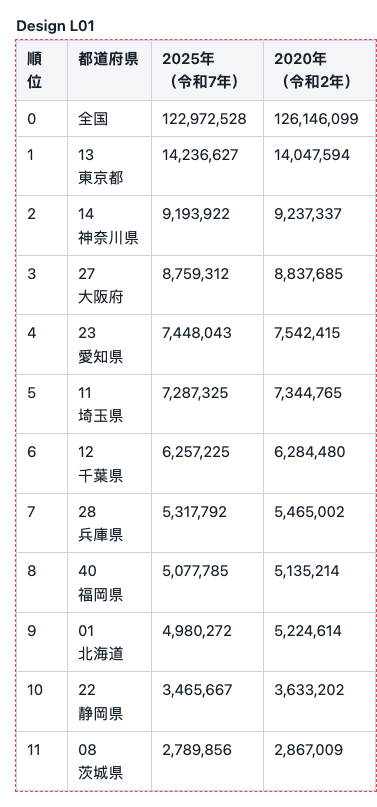 Design L01
順位 都道府県 2025年（令和7年） 2020年（令和2年）
0 全国 122,972,528 126,146,099
1 13 東京都 14,236,627 14,047,594
2 14 神奈川県 9,193,922 9,237,337
3 27 大阪府 8,759,312 8,837,685
4 23 愛知県 7,448,043 7,542,415
5 11 埼玉県 7,287,325 7,344,765
6 12 千葉県 6,257,225 6,284,480
7 28 兵庫県 5,317,792 5,465,002
8 40 福岡県 5,077,785 5,135,214
9 01 北海道 4,980,272 5,224,614
10 22 静岡県 3,465,667 3,633,202
11 08 茨城県 2,789,856 2,867,009